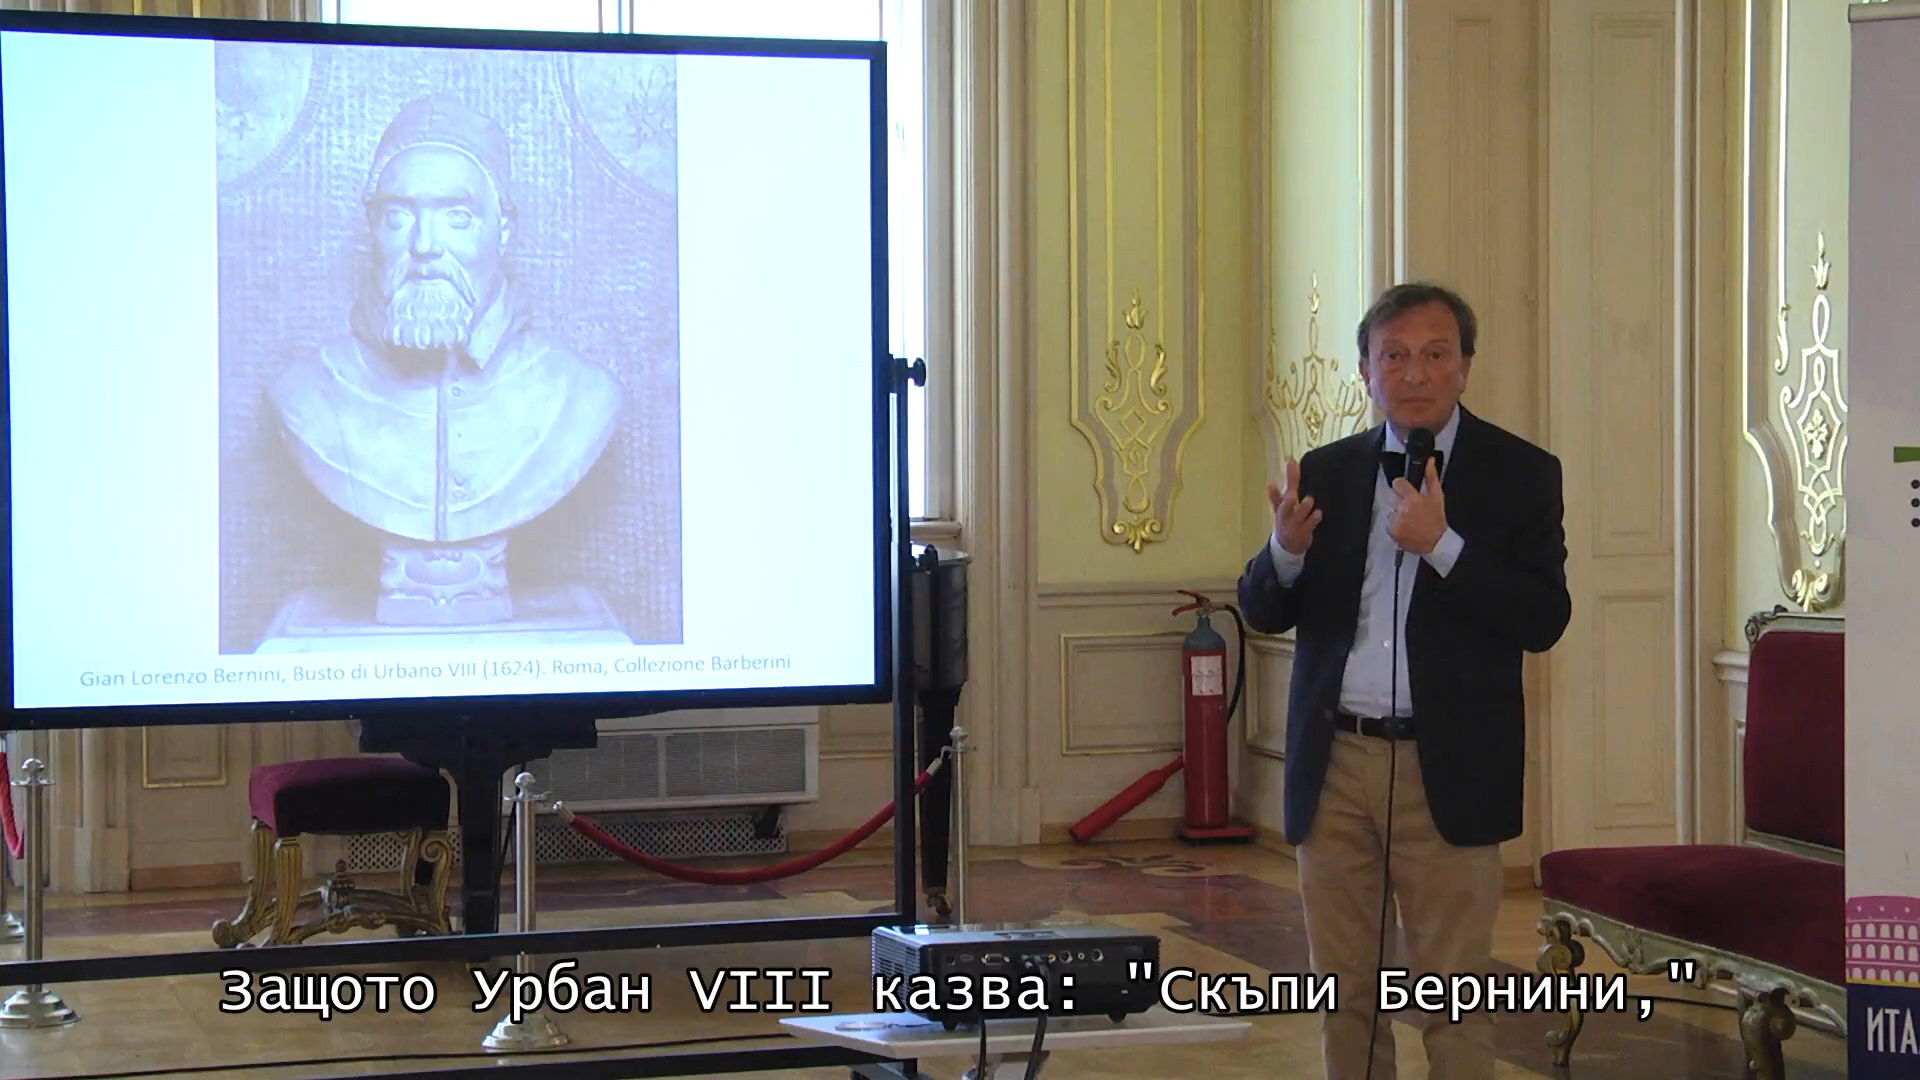 Gian Lorenzo Bernini, Busto di Urbano VIII (1624). Roma, Collezione Barberini
ИТА
Защото Урбан VIII казва: "Скъпи Бернини,"